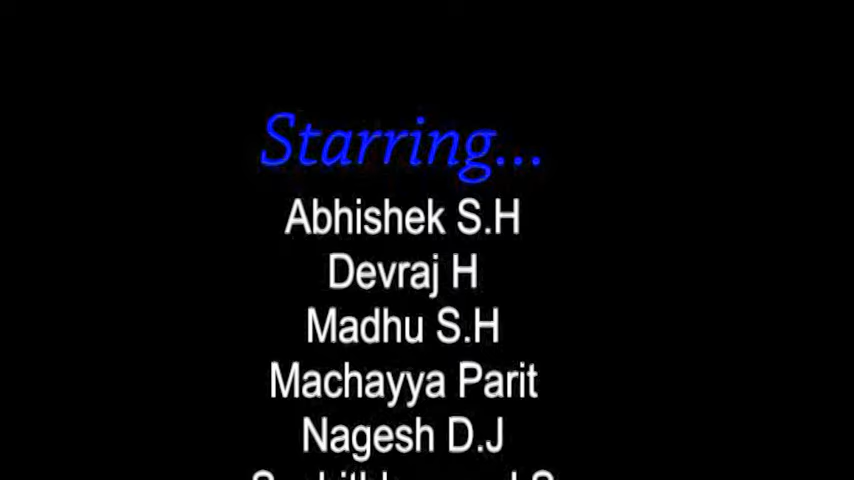 Starring...
Abhishek S.H
Devraj H
Madhu S.H
Machayya Parit
Nagesh D.J